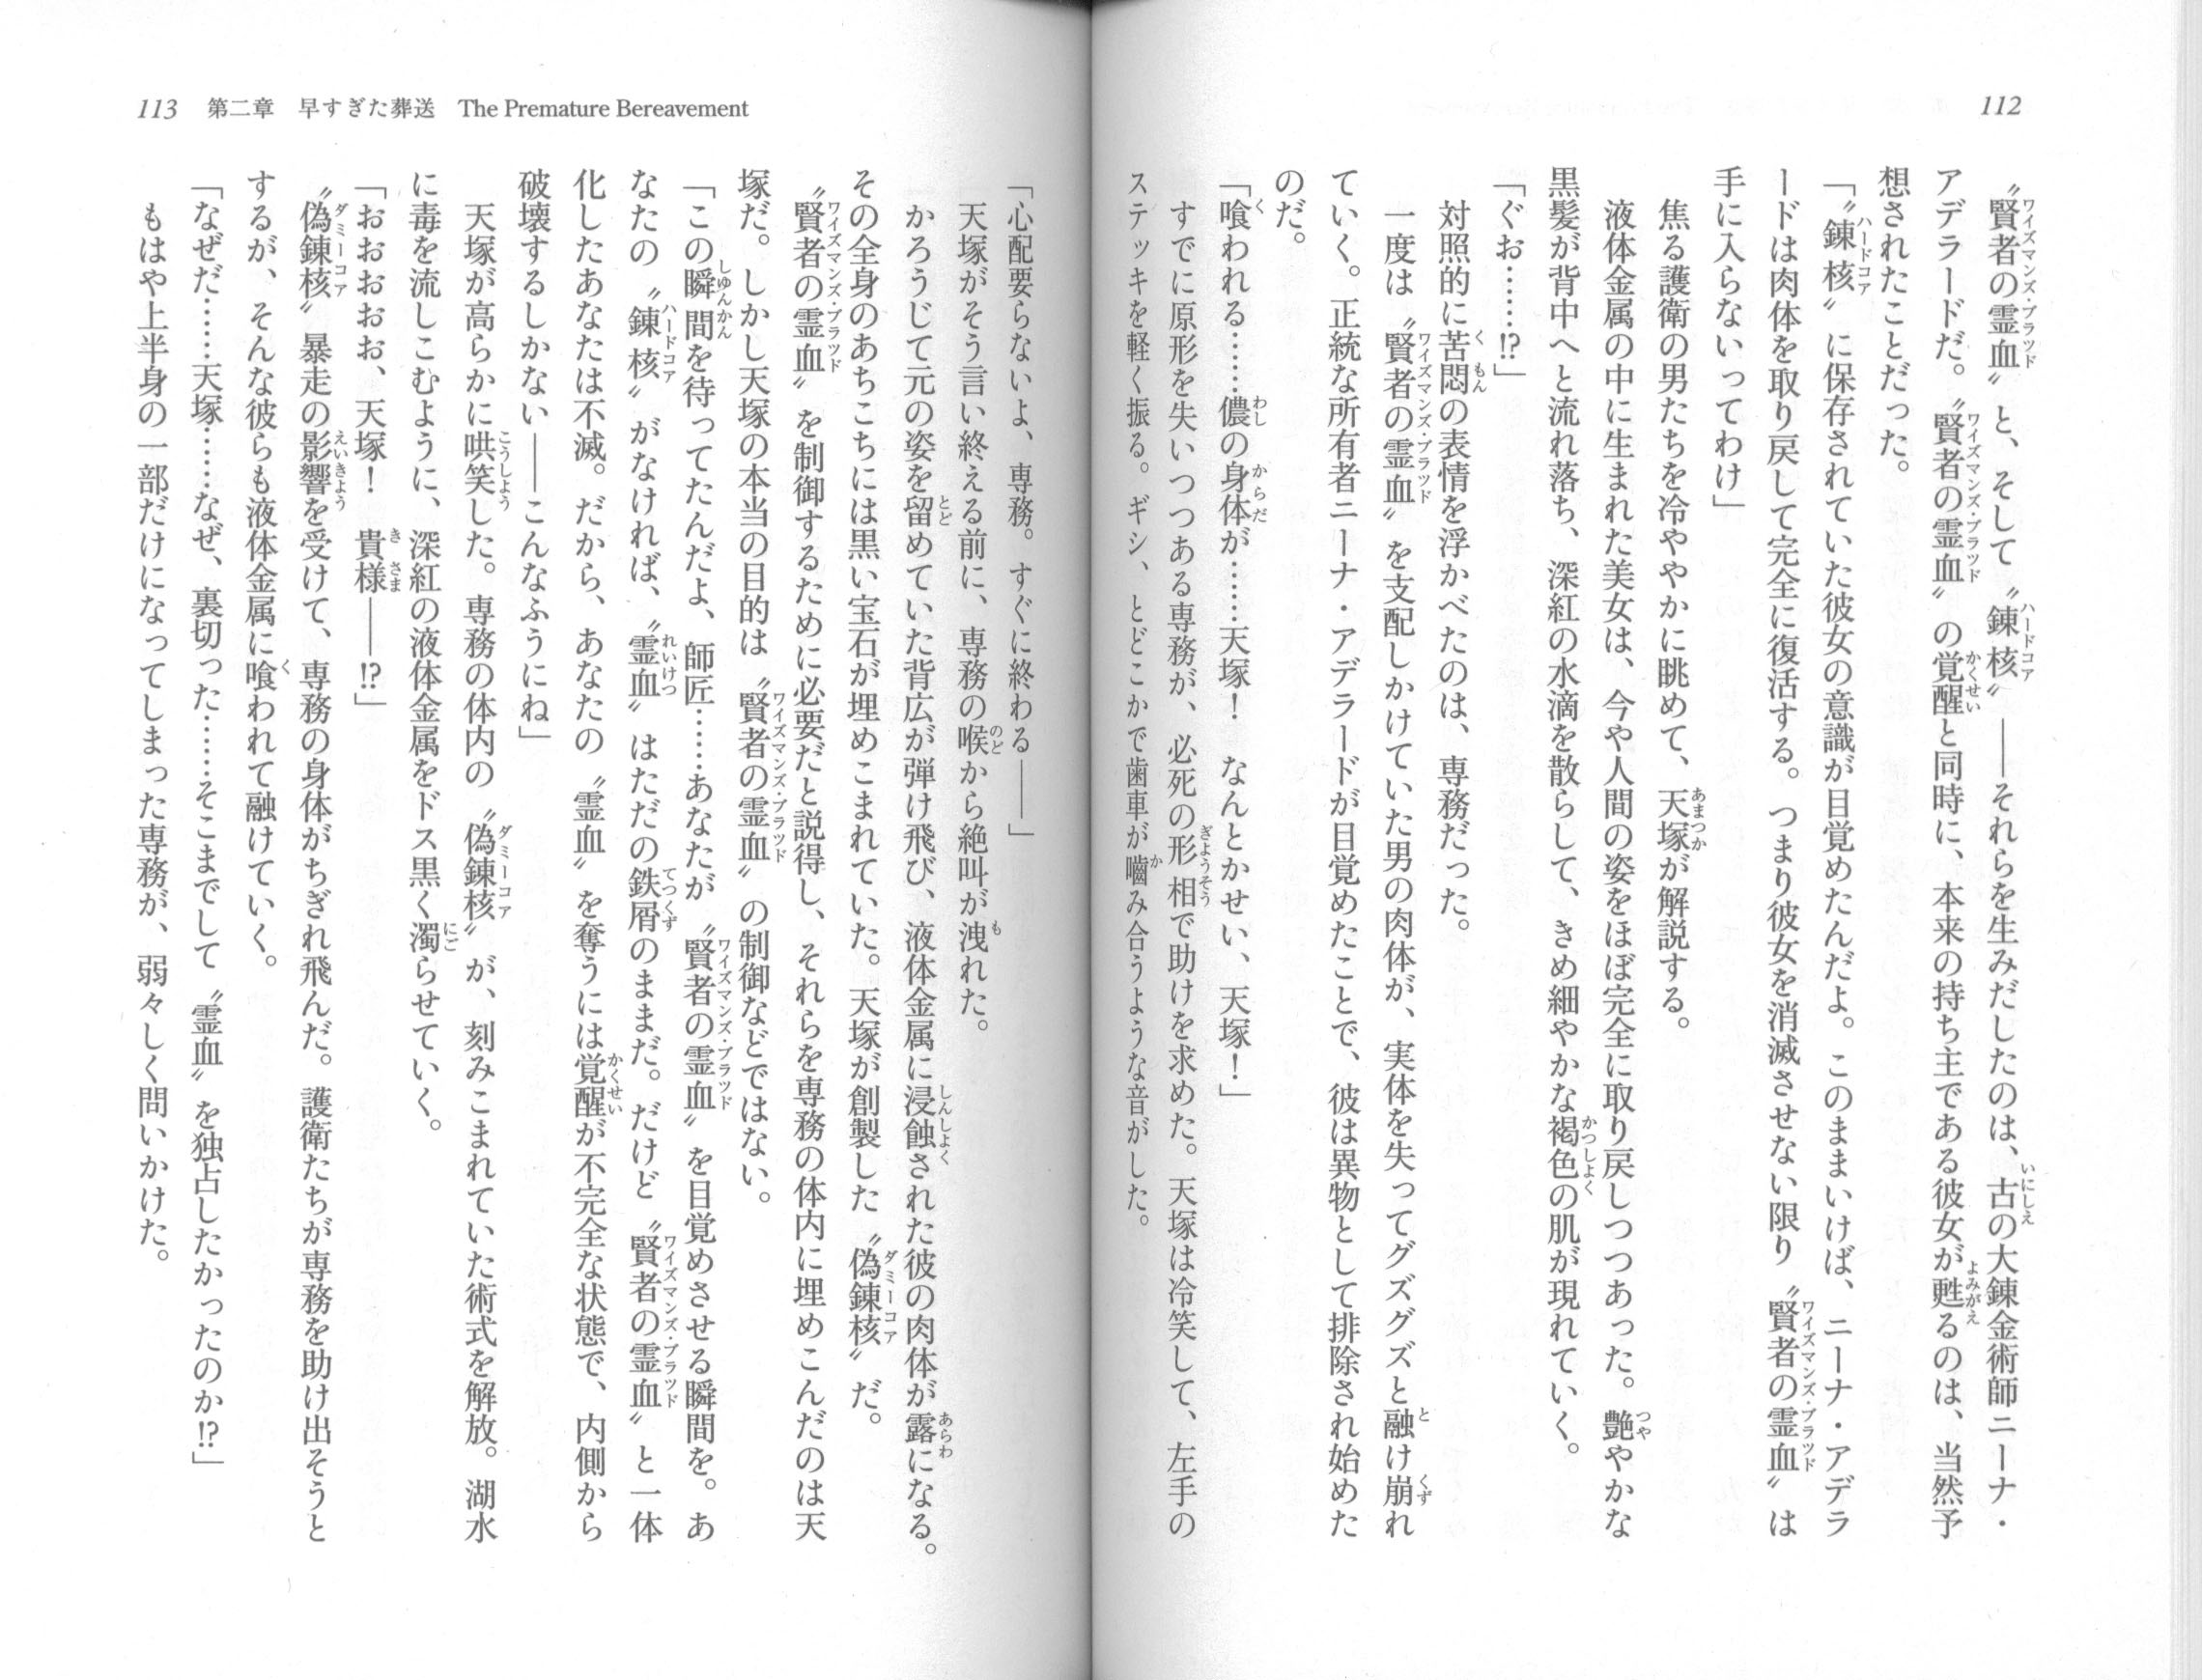 112
〝賢者の霊血〟と、そして〝錬核〟――それらを生みだしたのは、古の大錬金術師ニーナ・
アデラードだ。〝賢者の霊血〟の覚醒と同時に、本来の持ち主である彼女が甦るのは、当然予
想されたことだった。
「〝錬核〟に保存されていた彼女の意識が目覚めたんだよ。このままいけば、ニーナ・アデラ
ードは肉体を取り戻して完全に復活する。つまり彼女を消滅させない限り〝賢者の霊血〟は
手に入らないってわけ」
焦る護衛の男たちを冷ややかに眺めて、天塚が解説する。
液体金属の中に生まれた美女は、今や人間の姿をほぼ完全に取り戻しつつあった。艶やかな
黒髪が背中へと流れ落ち、深紅の水滴を散らして、きめ細やかな褐色の肌が現れていく。
「ぐお……!?」
対照的に苦悶の表情を浮かべたのは、専務だった。
一度は〝賢者の霊血〟を支配しかけていた男の肉体が、実体を失ってグズグズと融け崩れ
ていく。正統な所有者ニーナ・アデラードが目覚めたことで、彼は異物として排除され始めた
のだ。
「喰われる……儂の身体が……天塚！　なんとかせい、天塚！」
すでに原形を失いつつある専務が、必死の形相で助けを求めた。天塚は冷笑して、左手の
ステッキを軽く振る。ギシ、とどこかで歯車が嚙み合うような音がした。
113 第二章 早すぎた葬送 The Premature Bereavement
「心配要らないよ、専務。すぐに終わる――」
天塚がそう言い終える前に、専務の喉から絶叫が洩れた。
かろうじて元の姿を留めていた背広が弾け飛び、液体金属に浸蝕された彼の肉体が露になる。
その全身のあちこちには黒い宝石が埋めこまれていた。天塚が創製した〝偽錬核〟だ。
〝賢者の霊血〟を制御するために必要だと説得し、それらを専務の体内に埋めこんだのは天
塚だ。しかし天塚の本当の目的は〝賢者の霊血〟の制御などではない。
「この瞬間を待ってたんだよ、師匠……あなたが〝賢者の霊血〟を目覚めさせる瞬間を。あ
なたの〝錬核〟がなければ、〝霊血〟はただの鉄屑のままだ。だけど〝賢者の霊血〟と一体
化したあなたは不滅。だから、あなたの〝霊血〟を奪うには覚醒が不完全な状態で、内側から
破壊するしかない――こんなふうにね」
天塚が高らかに哄笑した。専務の体内の〝偽錬核〟が、刻みこまれていた術式を解放。湖水
に毒を流しこむように、深紅の液体金属をドス黒く濁らせていく。
「おおおおお、天塚！　貴様――!?」
〝偽錬核〟暴走の影響を受けて、専務の身体がちぎれ飛んだ。護衛たちが専務を助け出そうと
するが、そんな彼らも液体金属に喰われて融けていく。
「なぜだ……天塚……なぜ、裏切った……そこまでして〝霊血〟を独占したかったのか!?」
もはや上半身の一部だけになってしまった専務が、弱々しく問いかけた。